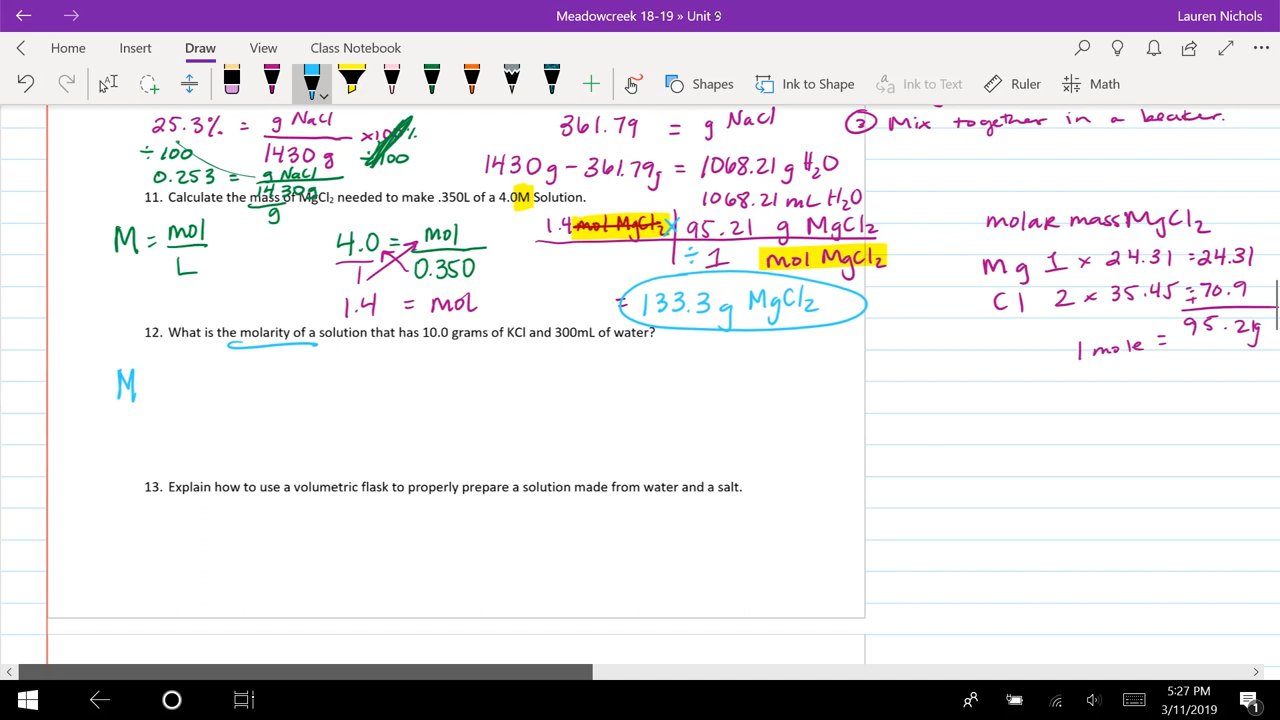 Meadowcreek 18-19 » Unit 9
Lauren Nichols
Home Insert Draw View Class Notebook
Shapes Ink to Shape Ink to Text Ruler Math
25.3% = g NaCl
1430 g
÷100
÷100
0.253 = g NaCl
1430g
361.79 = g NaCl
1430g - 361.79g = 1068.21 g H₂O
1068.21 mL H₂O
② Mix together in a beaker.
11. Calculate the mass of MgCl₂ needed to make .350L of a 4.0M Solution.
g
M = mol
L
4.0 = mol
1 0.350
1.4 = mol
1.4 mol MgCl₂ x 95.21 g MgCl₂
÷ 1 mol MgCl₂
= 133.3 g MgCl₂
molar mass MgCl₂
Mg 1 x 24.31 = 24.31
Cl 2 x 35.45 = +70.9
95.21g
1 mole =
12. What is the molarity of a solution that has 10.0 grams of KCl and 300mL of water?
M
13. Explain how to use a volumetric flask to properly prepare a solution made from water and a salt.
5:27 PM
3/11/2019
1